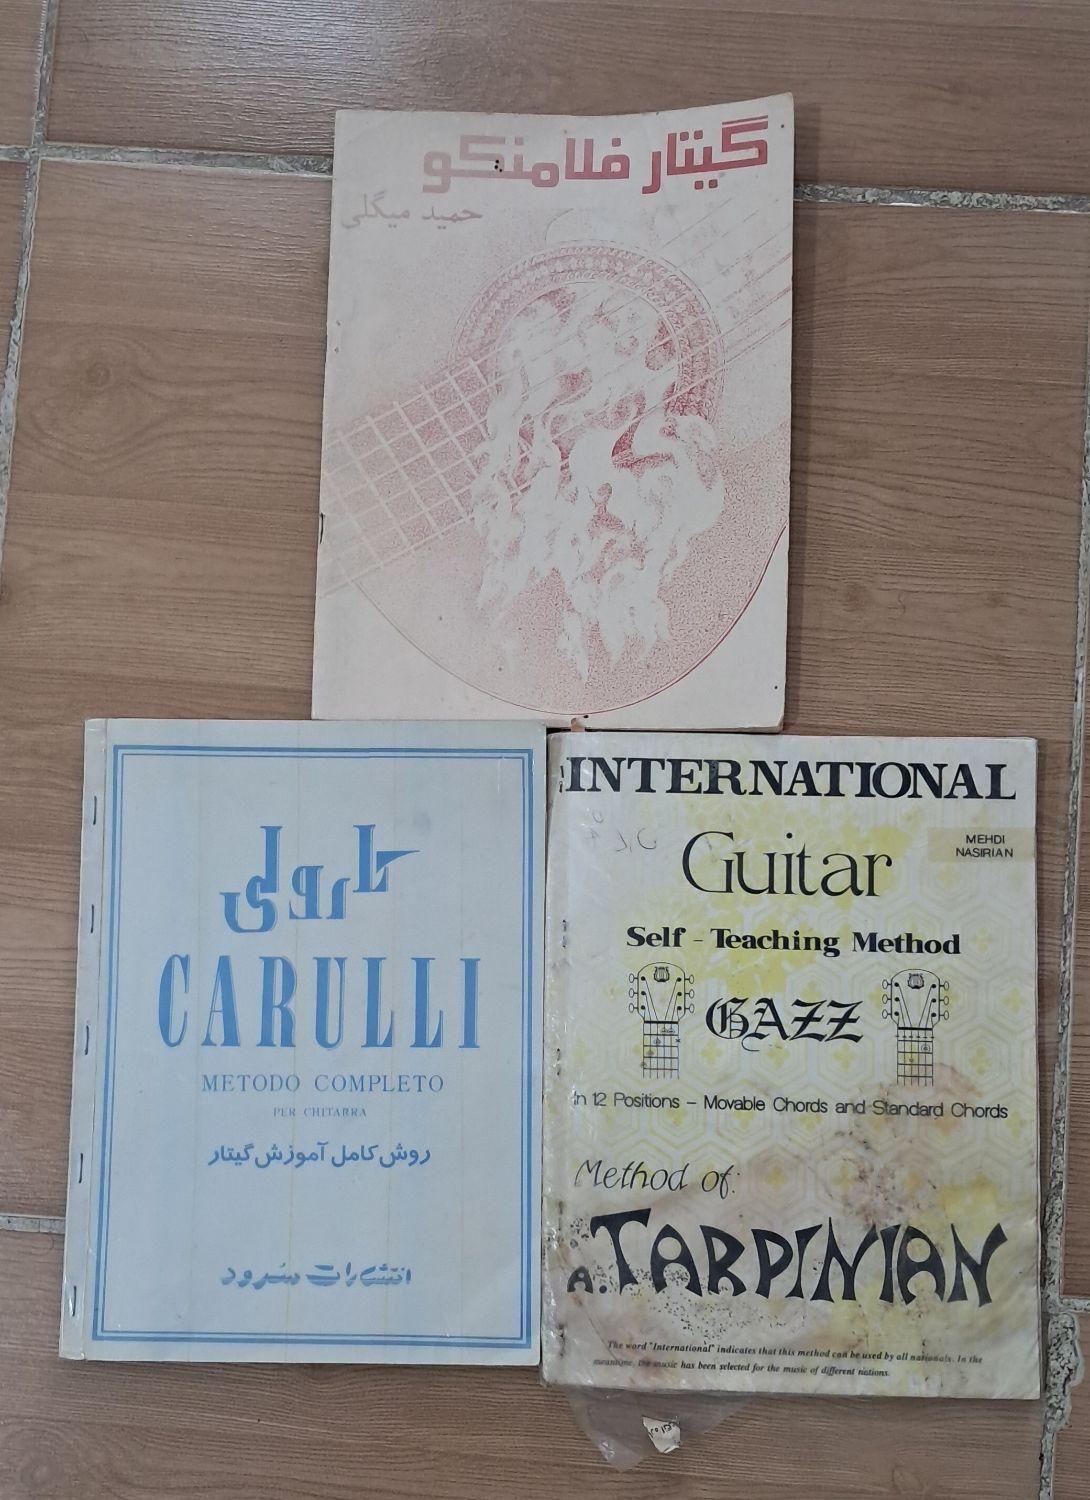 گیتار فلامنکو
حمید میگلی
کارولی
CARULLI
METODO COMPLETO
PER CHITARRA
روش کامل آموزش گیتار
انتشارات سرود
INTERNATIONAL
Guitar
MEHDI
NASIRIAN
Self - Teaching Method
GAZZ
In 12 Positions - Movable Chords and Standard Chords
Method of:
A. TARPINIAN
The word "International" indicates that this method can be used by all nationals. In the
meantime, the music has been selected for the music of different nations.